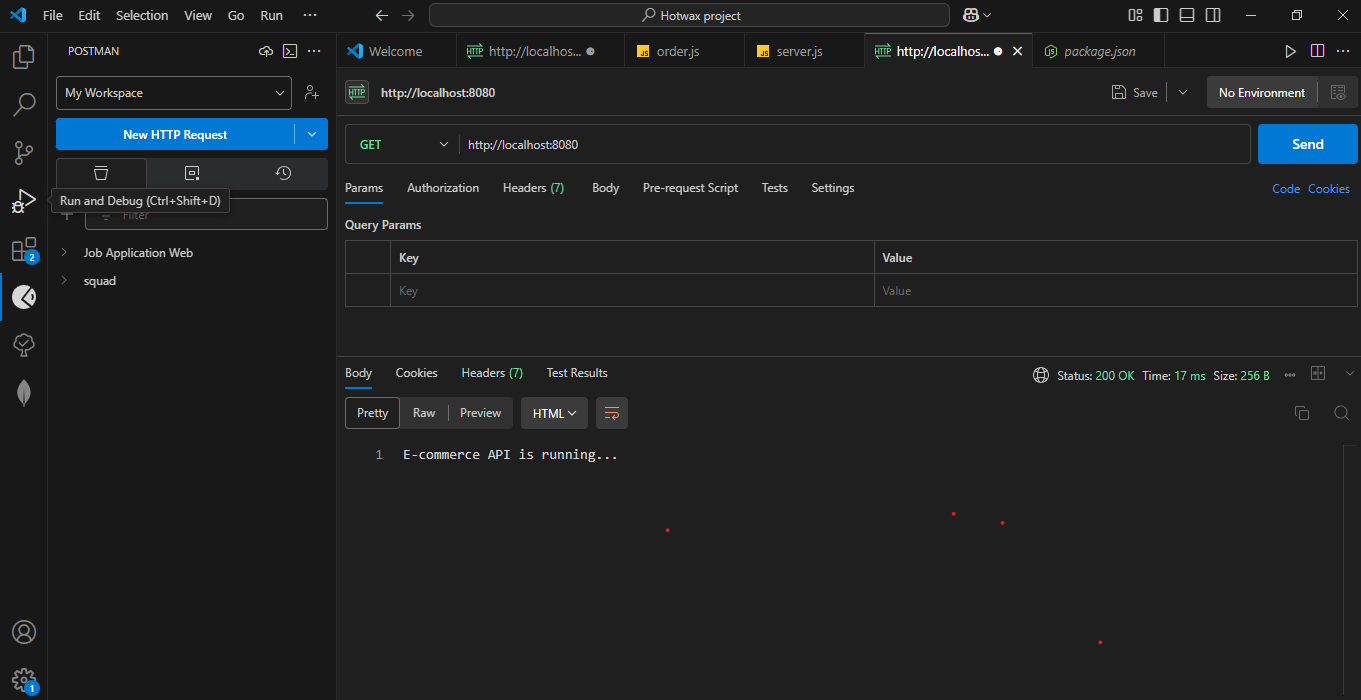 File Edit Selection View Go Run ··· Hotwax project
POSTMAN
Welcome http://localhos... order.js server.js http://localhos... package.json
My Workspace
http://localhost:8080 Save No Environment
New HTTP Request
GET http://localhost:8080 Send
Params Authorization Headers (7) Body Pre-request Script Tests Settings Code Cookies
Run and Debug (Ctrl+Shift+D)
Filter
Query Params
Job Application Web
squad
Key Value
Key Value
2
Body Cookies Headers (7) Test Results Status: 200 OK Time: 17 ms Size: 256 B
Pretty Raw Preview HTML
1 E-commerce API is running...
1